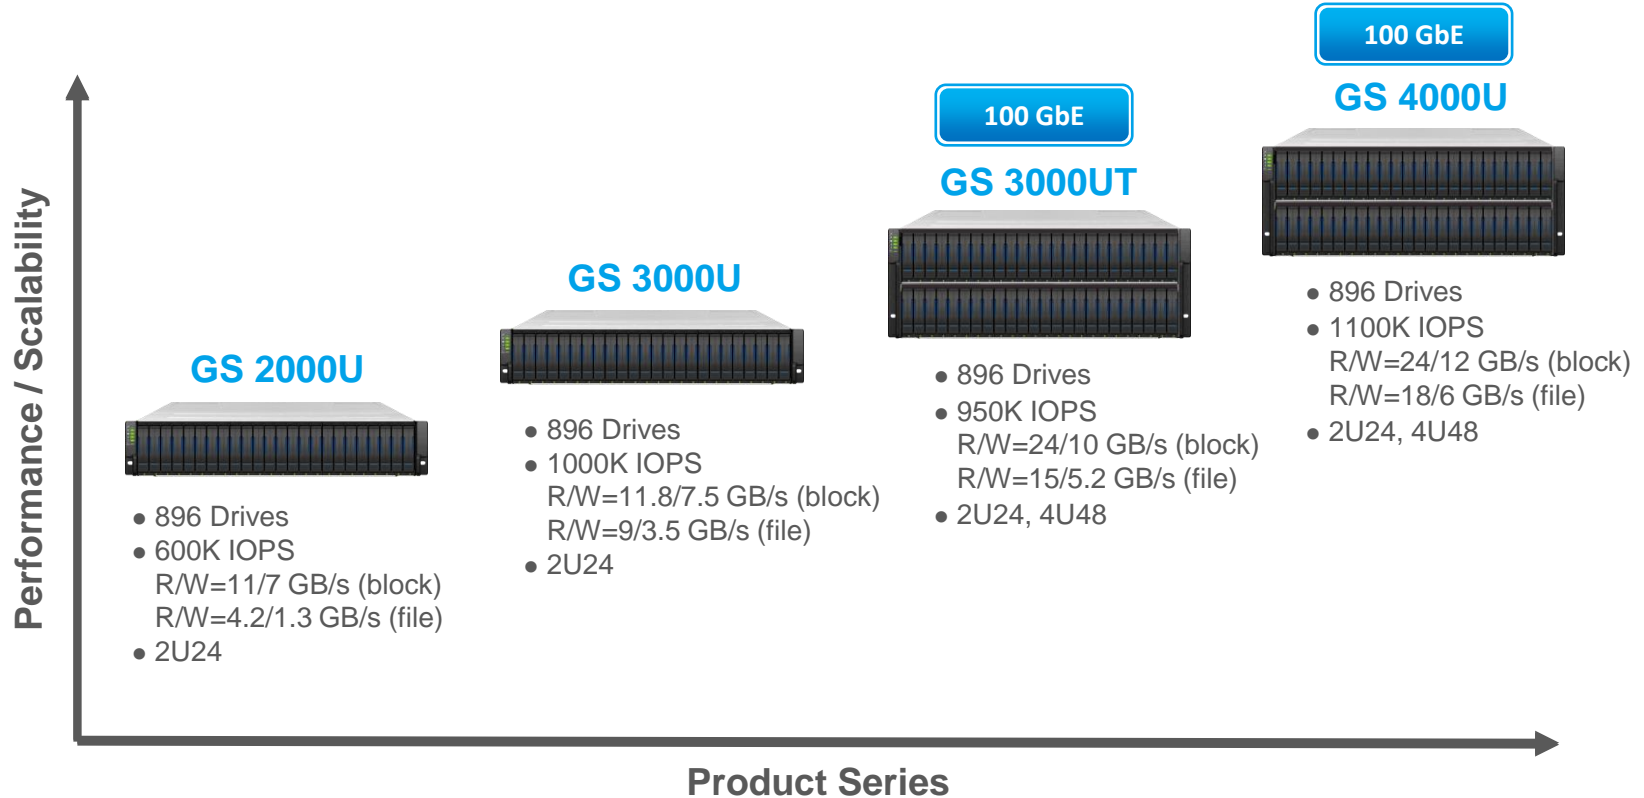 Performance / Scalability
GS 2000U
● 896 Drives
● 600K IOPS
R/W=11/7 GB/s (block)
R/W=4.2/1.3 GB/s (file)
● 2U24
GS 3000U
● 896 Drives
● 1000K IOPS
R/W=11.8/7.5 GB/s (block)
R/W=9/3.5 GB/s (file)
● 2U24
100 GbE
GS 3000UT
● 896 Drives
● 950K IOPS
R/W=24/10 GB/s (block)
R/W=15/5.2 GB/s (file)
● 2U24, 4U48
100 GbE
GS 4000U
● 896 Drives
● 1100K IOPS
R/W=24/12 GB/s (block)
R/W=18/6 GB/s (file)
● 2U24, 4U48
Product Series